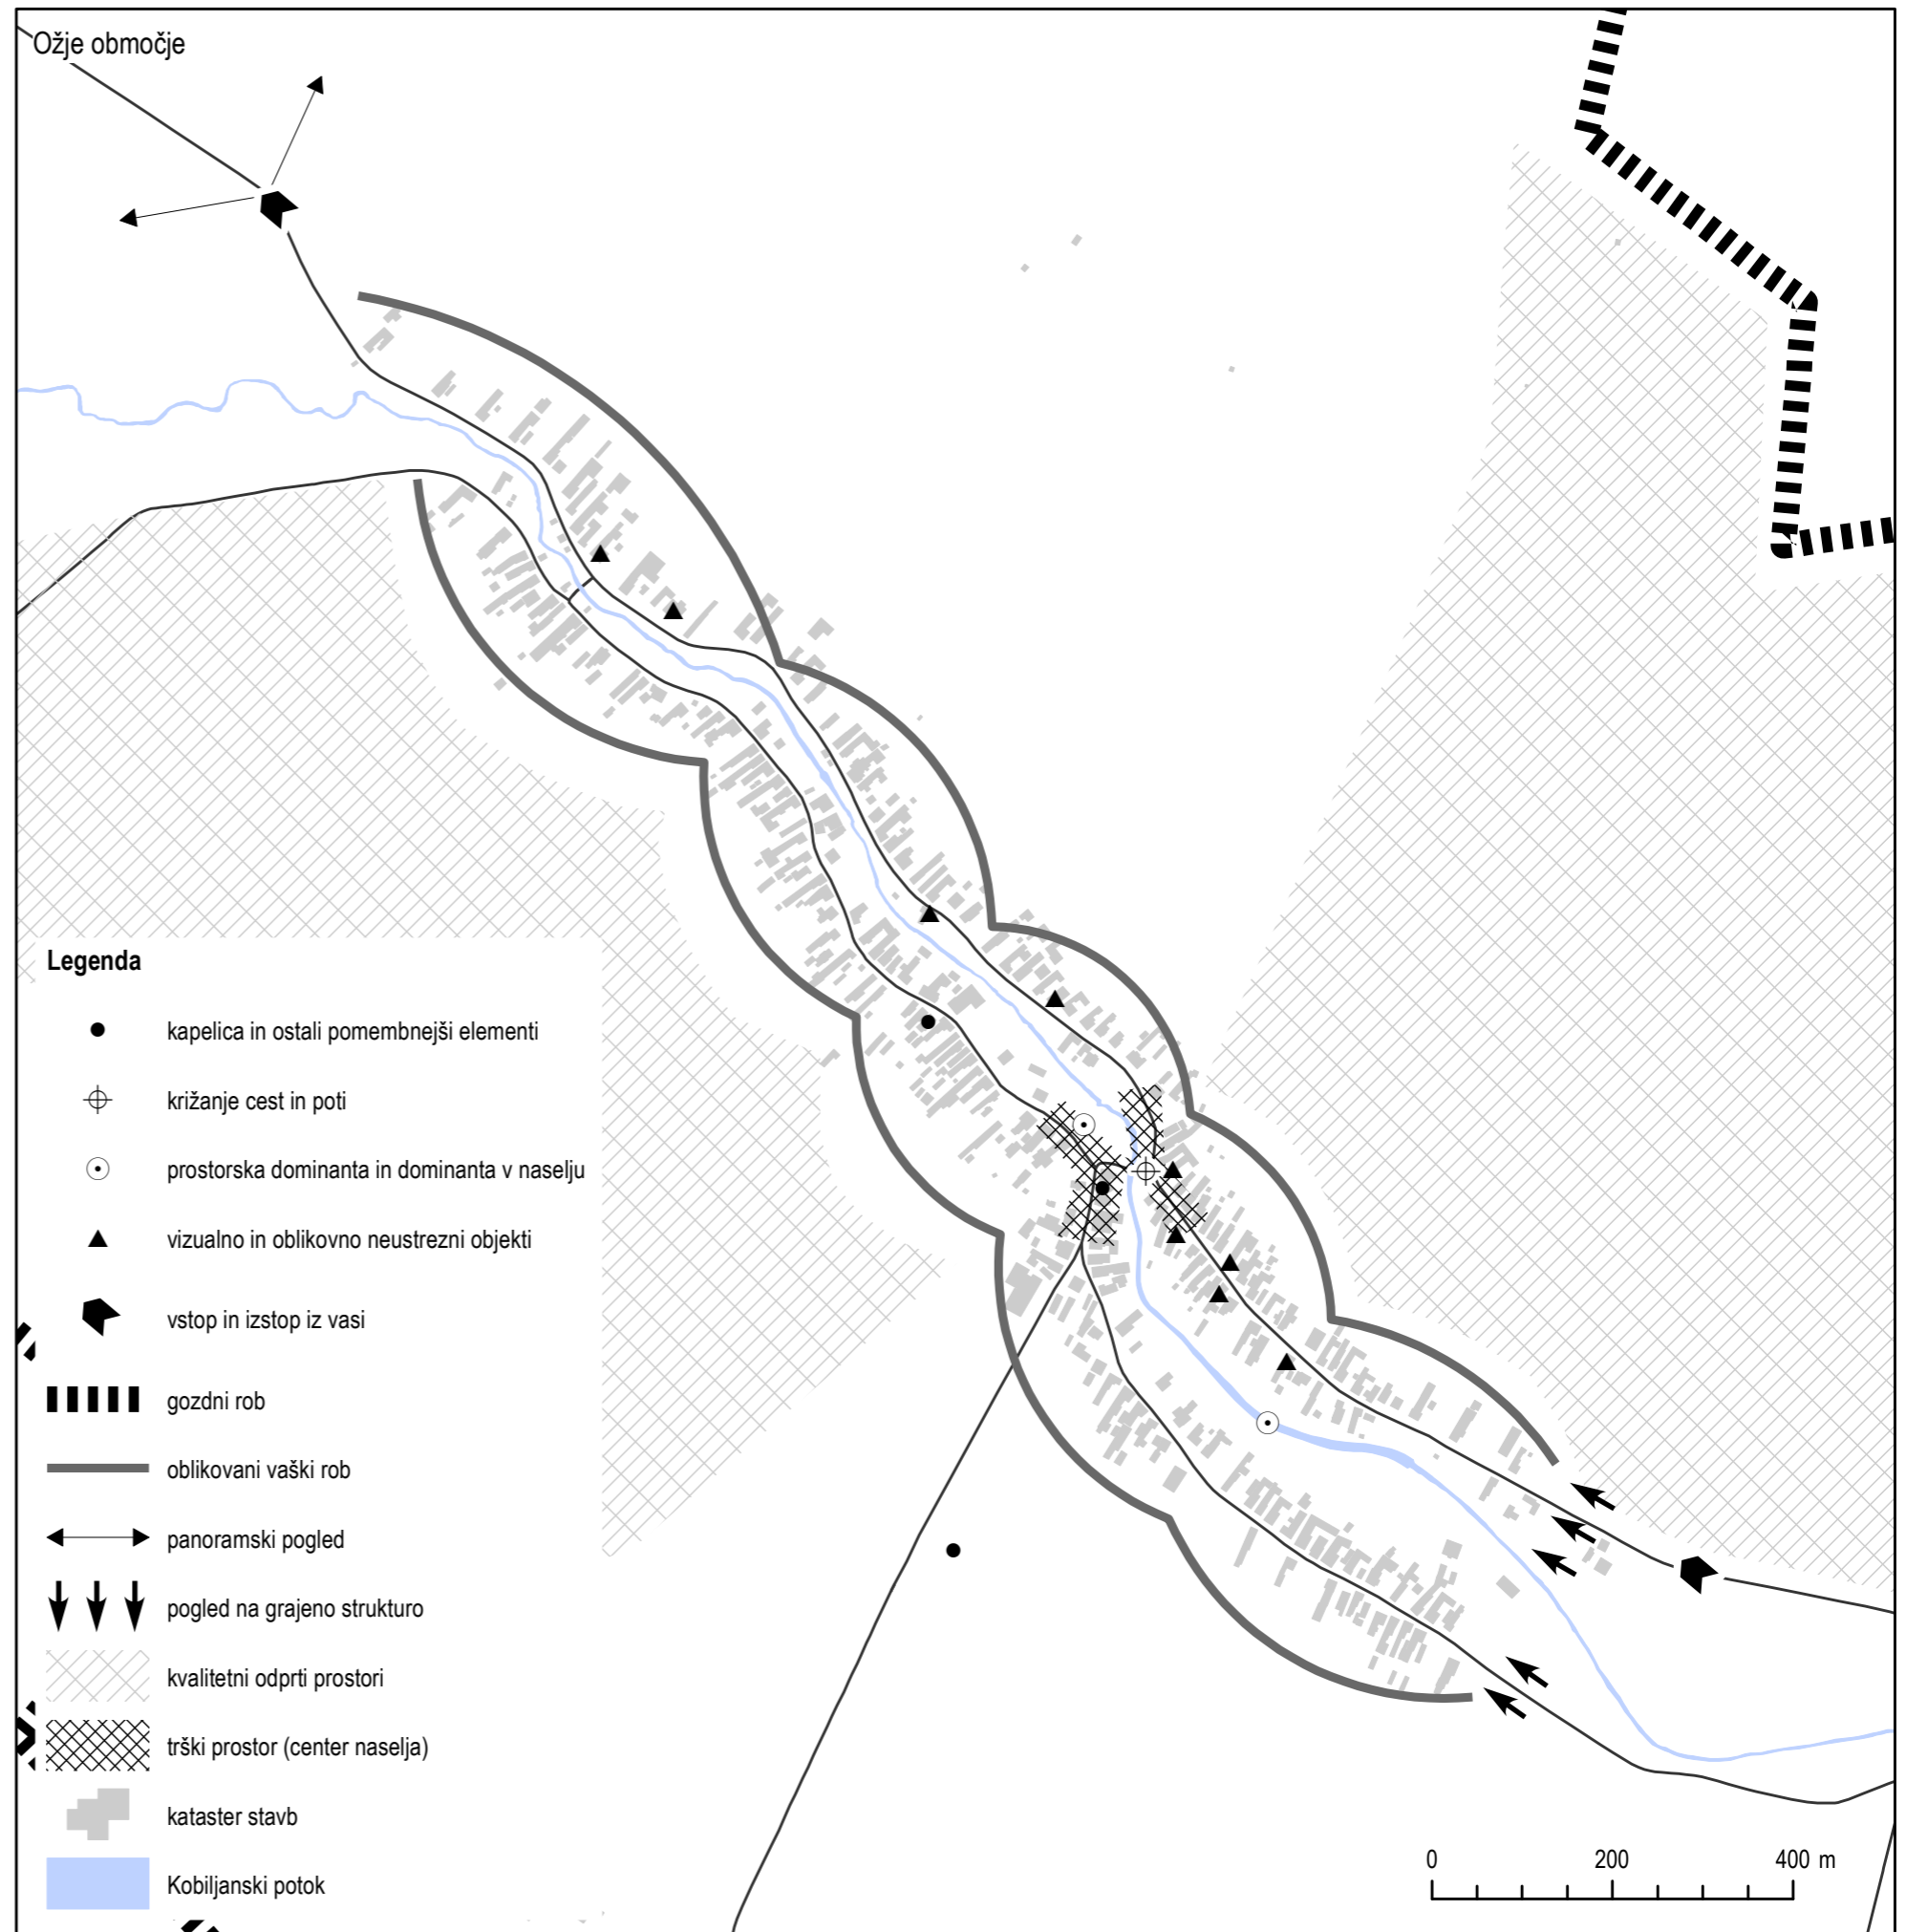 Ožje območje
Legenda
kapelica in ostali pomembnejši elementi
križanje cest in poti
prostorska dominanta in dominanta v naselju
vizualno in oblikovno neustrezni objekti
vstop in izstop iz vasi
gozdni rob
oblikovani vaški rob
panoramski pogled
pogled na grajeno strukturo
kvalitetni odprti prostori
trški prostor (center naselja)
kataster stavb
Kobiljanski potok
0 200 400 m